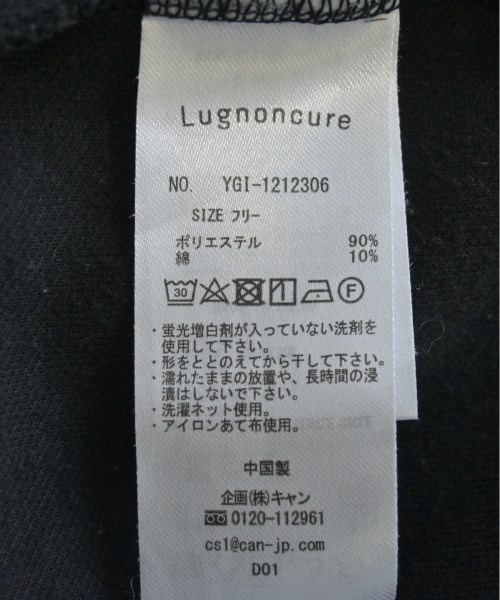 Lugnoncure
NO. YGI-1212306
SIZE フリー
ポリエステル 90%
綿 10%
30 F
・蛍光増白剤が入っていない洗剤を
使用して下さい。
・形をととのえてから干して下さい。
・濡れたままの放置や、長時間の浸
漬はしないで下さい。
・洗濯ネット使用。
・アイロンあて布使用。
中国製
企画(株)キャン
0120-112961
cs1@can-jp.com
D01